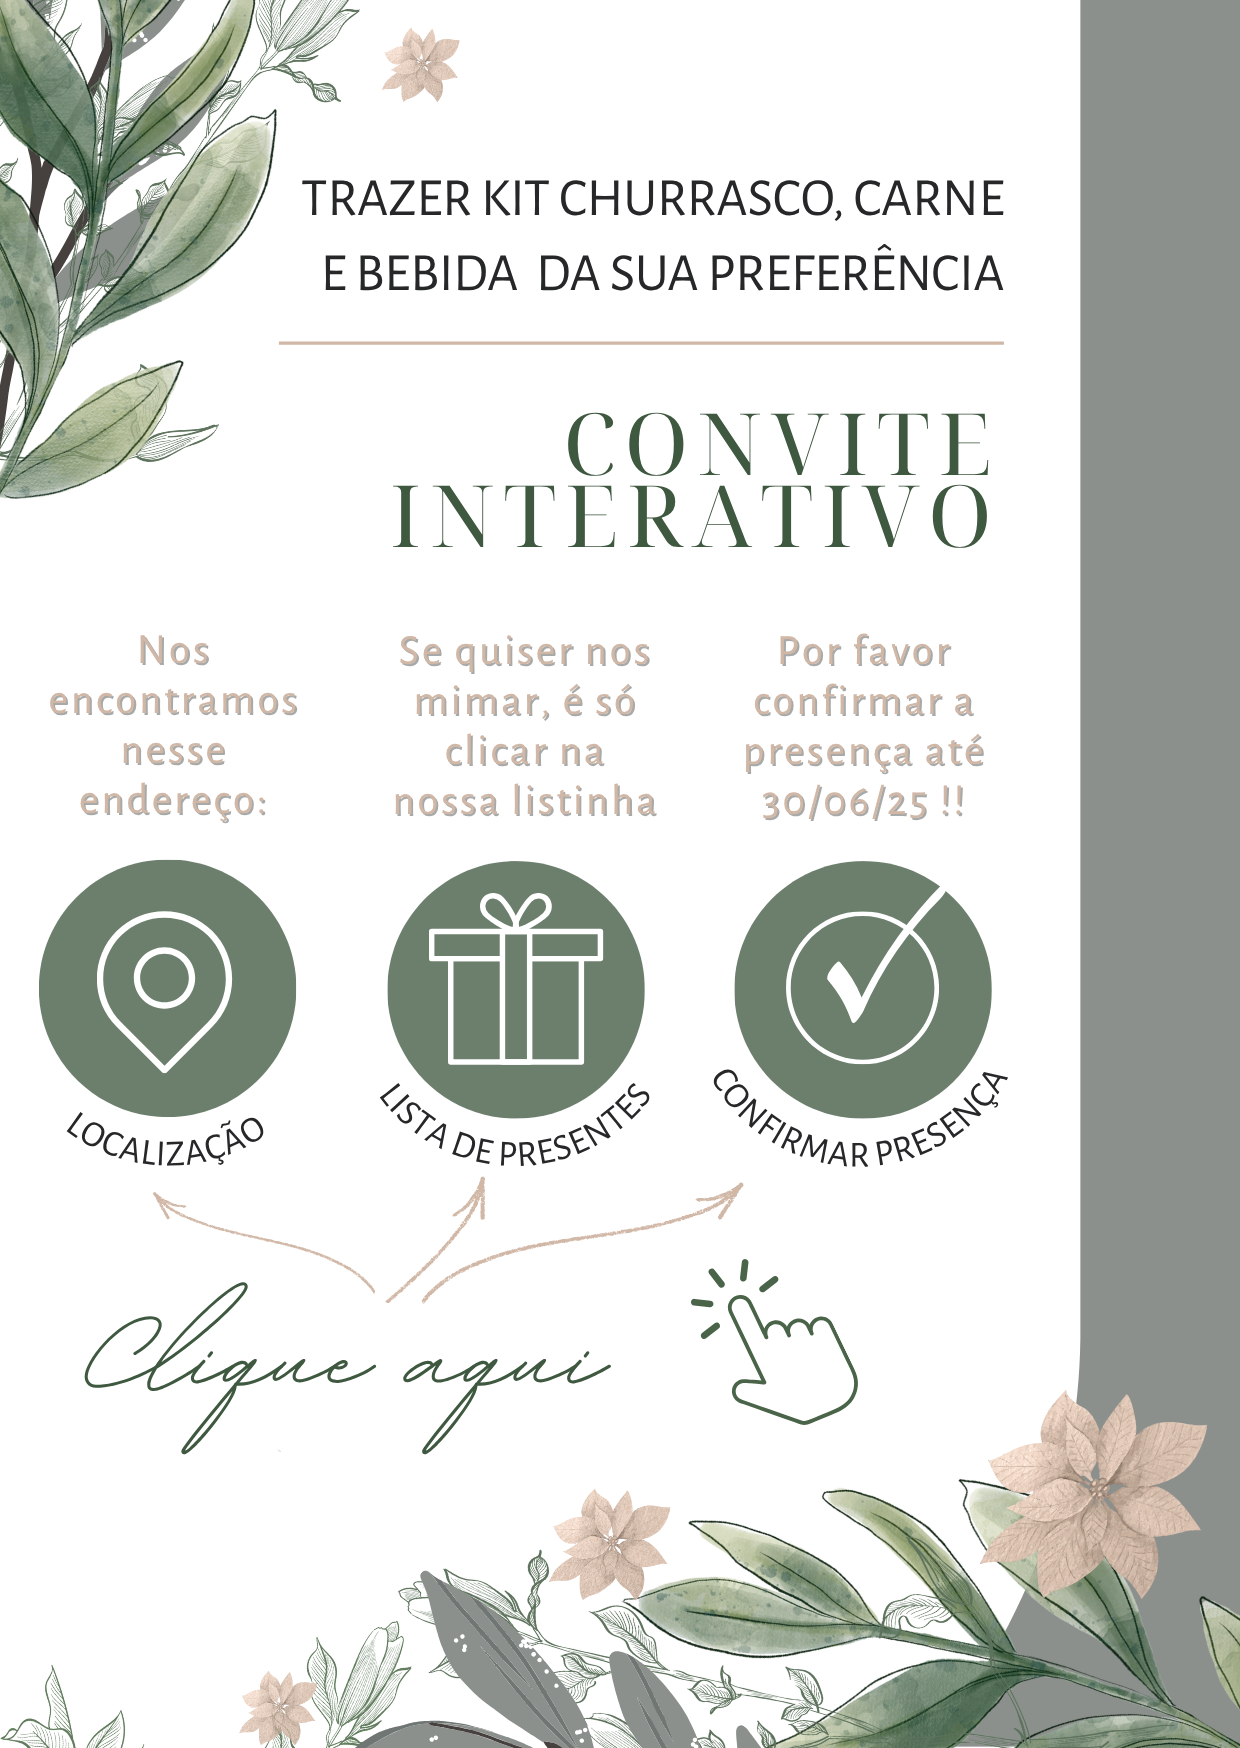 TRAZER KIT CHURRASCO, CARNE
E BEBIDA DA SUA PREFERÊNCIA
CONVITE
INTERATIVO
Nos
encontramos
nesse
endereço:
Se quiser nos
mimar, é só
clicar na
nossa listinha
Por favor
confirmar a
presença até
30/06/25 !!
LOCALIZAÇÃO
LISTA DE PRESENTES
CONFIRMAR PRESENÇA
Clique aqui